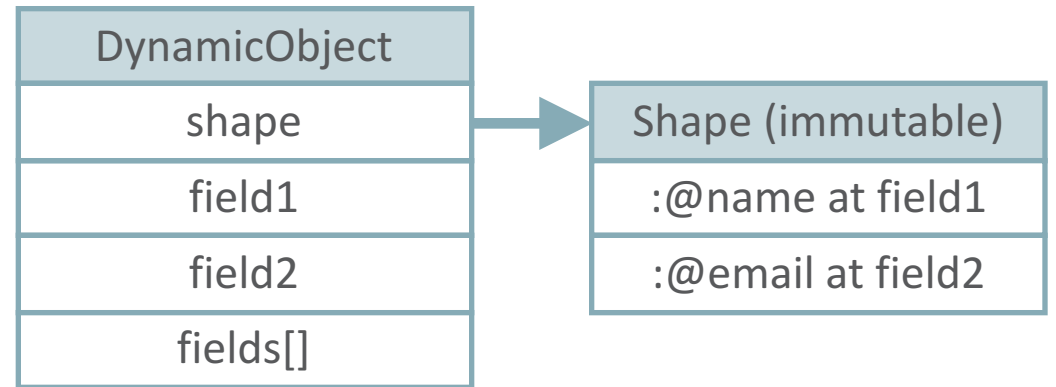 DynamicObject
shape
field1
field2
fields[]
Shape (immutable)
:@name at field1
:@email at field2